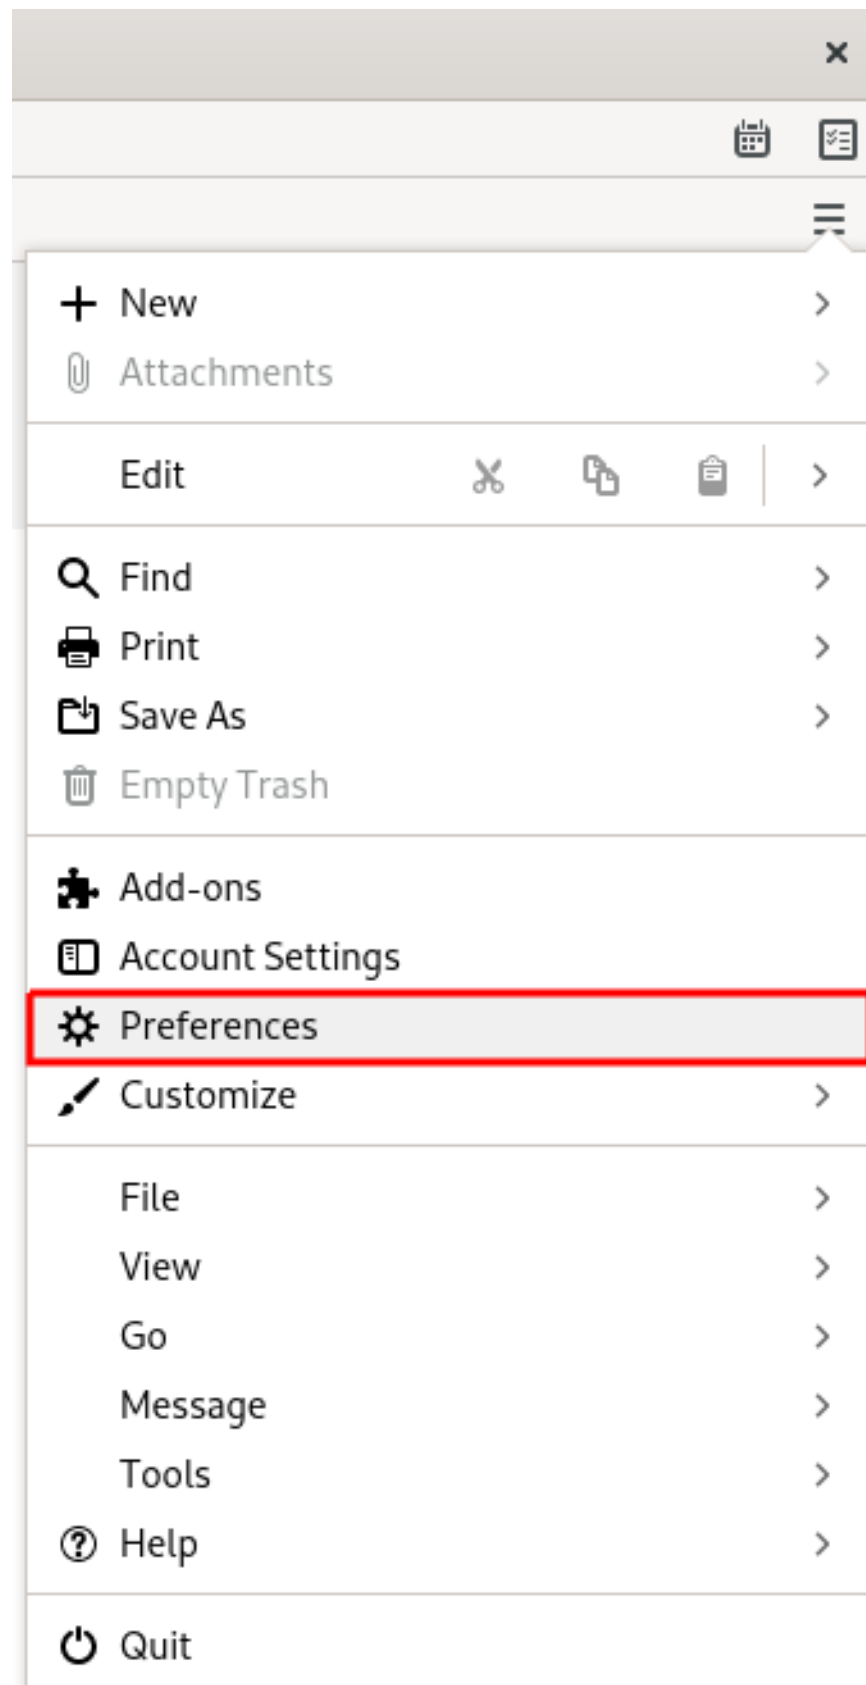 New
Attachments
Edit
Find
Print
Save As
Empty Trash
Add-ons
Account Settings
Preferences
Customize
File
View
Go
Message
Tools
Help
Quit